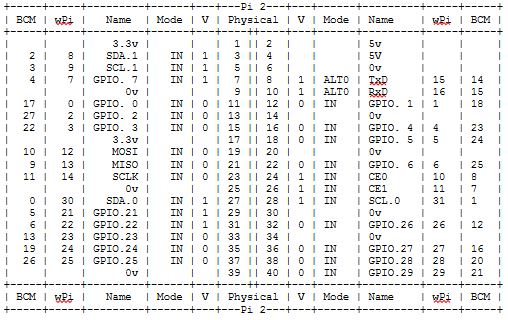 +-----+-----+---------+------+---+---Pi 2---+---+------+---------+-----+-----+
| BCM | wPi | Name | Mode | V | Physical | V | Mode | Name | wPi | BCM |
+-----+-----+---------+------+---+----++----+---+------+---------+-----+-----+
| | | 3.3v | | | 1 || 2 | | | 5v | | |
| 2 | 8 | SDA.1 | IN | 1 | 3 || 4 | | | 5V | | |
| 3 | 9 | SCL.1 | IN | 1 | 5 || 6 | | | 0v | | |
| 4 | 7 | GPIO. 7 | IN | 1 | 7 || 8 | 1 | ALT0 | TxD | 15 | 14 |
| | | 0v | | | 9 || 10 | 1 | ALT0 | RxD | 16 | 15 |
| 17 | 0 | GPIO. 0 | IN | 0 | 11 || 12 | 0 | IN | GPIO. 1 | 1 | 18 |
| 27 | 2 | GPIO. 2 | IN | 0 | 13 || 14 | | | 0v | | |
| 22 | 3 | GPIO. 3 | IN | 0 | 15 || 16 | 0 | IN | GPIO. 4 | 4 | 23 |
| | | 3.3v | | | 17 || 18 | 0 | IN | GPIO. 5 | 5 | 24 |
| 10 | 12 | MOSI | IN | 0 | 19 || 20 | | | 0v | | |
| 9 | 13 | MISO | IN | 0 | 21 || 22 | 0 | IN | GPIO. 6 | 6 | 25 |
| 11 | 14 | SCLK | IN | 0 | 23 || 24 | 1 | IN | CE0 | 10 | 8 |
| | | 0v | | | 25 || 26 | 1 | IN | CE1 | 11 | 7 |
| 0 | 30 | SDA.0 | IN | 1 | 27 || 28 | 1 | IN | SCL.0 | 31 | 1 |
| 5 | 21 | GPIO.21 | IN | 1 | 29 || 30 | | | 0v | | |
| 6 | 22 | GPIO.22 | IN | 1 | 31 || 32 | 0 | IN | GPIO.26 | 26 | 12 |
| 13 | 23 | GPIO.23 | IN | 0 | 33 || 34 | | | 0v | | |
| 19 | 24 | GPIO.24 | IN | 0 | 35 || 36 | 0 | IN | GPIO.27 | 27 | 16 |
| 26 | 25 | GPIO.25 | IN | 0 | 37 || 38 | 0 | IN | GPIO.28 | 28 | 20 |
| | | 0v | | | 39 || 40 | 0 | IN | GPIO.29 | 29 | 21 |
+-----+-----+---------+------+---+----++----+---+------+---------+-----+-----+
| BCM | wPi | Name | Mode | V | Physical | V | Mode | Name | wPi | BCM |
+-----+-----+---------+------+---+---Pi 2---+---+------+---------+-----+-----+